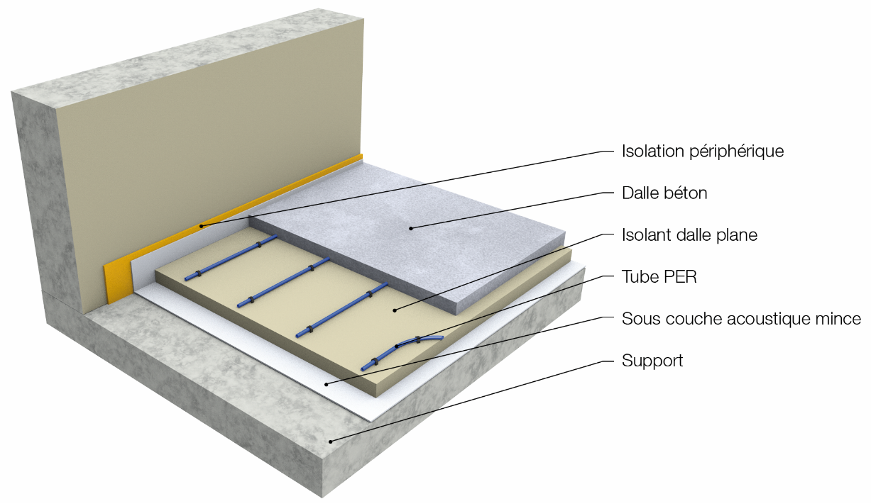 Isolation périphérique
Dalle béton
Isolant dalle plane
Tube PER
Sous couche acoustique mince
Support